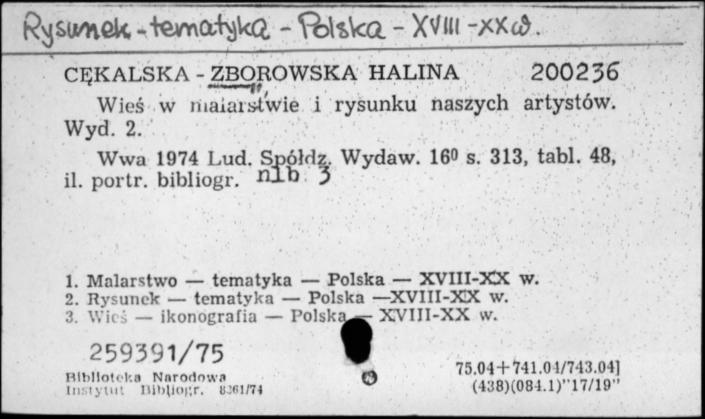 Rysunek - tematyka - Polska - XVIII - XX w.
CĘKALSKA - ZBOROWSKA HALINA 200236
Wieś w malarstwie i rysunku naszych artystów.
Wyd. 2.
Wwa 1974 Lud. Spółdz. Wydaw. 16⁰ s. 313, tabl. 48,
il. portr. bibliogr. nlb 3
1. Malarstwo — tematyka — Polska — XVIII-XX w.
2. Rysunek — tematyka — Polska —XVIII-XIX w.
3. Wieś — ikonografia — Polska — XVIII-XX w.
259391/75
Biblioteka Narodowa
Instytut Bibliogr. 8361/74
75.04+741.04/743.04]
(438)(084.1)"17/19"